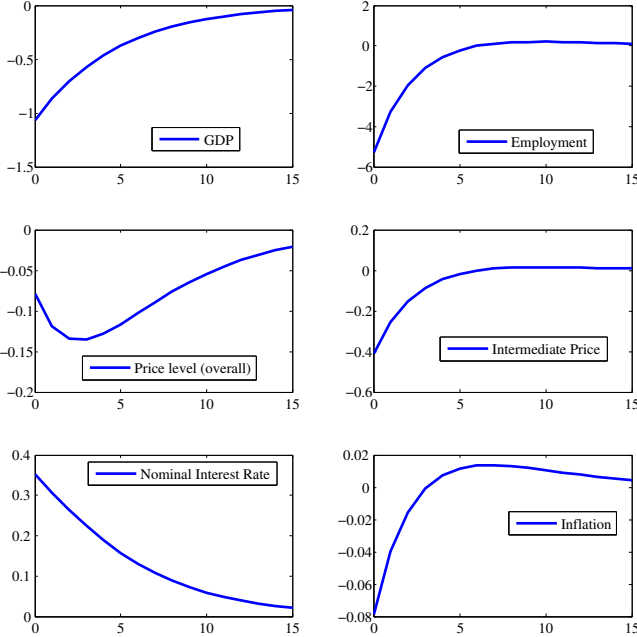 0
−0.5
−1
−1.5
0 5 10 15
GDP
2
0
−2
−4
−6
0 5 10 15
Employment
0
−0.05
−0.1
−0.15
−0.2
0 5 10 15
Price level (overall)
0.2
0
−0.2
−0.4
−0.6
0 5 10 15
Intermediate Price
0.4
0.3
0.2
0.1
0
0 5 10 15
Nominal Interest Rate
0.02
0
−0.02
−0.04
−0.06
−0.08
0 5 10 15
Inflation